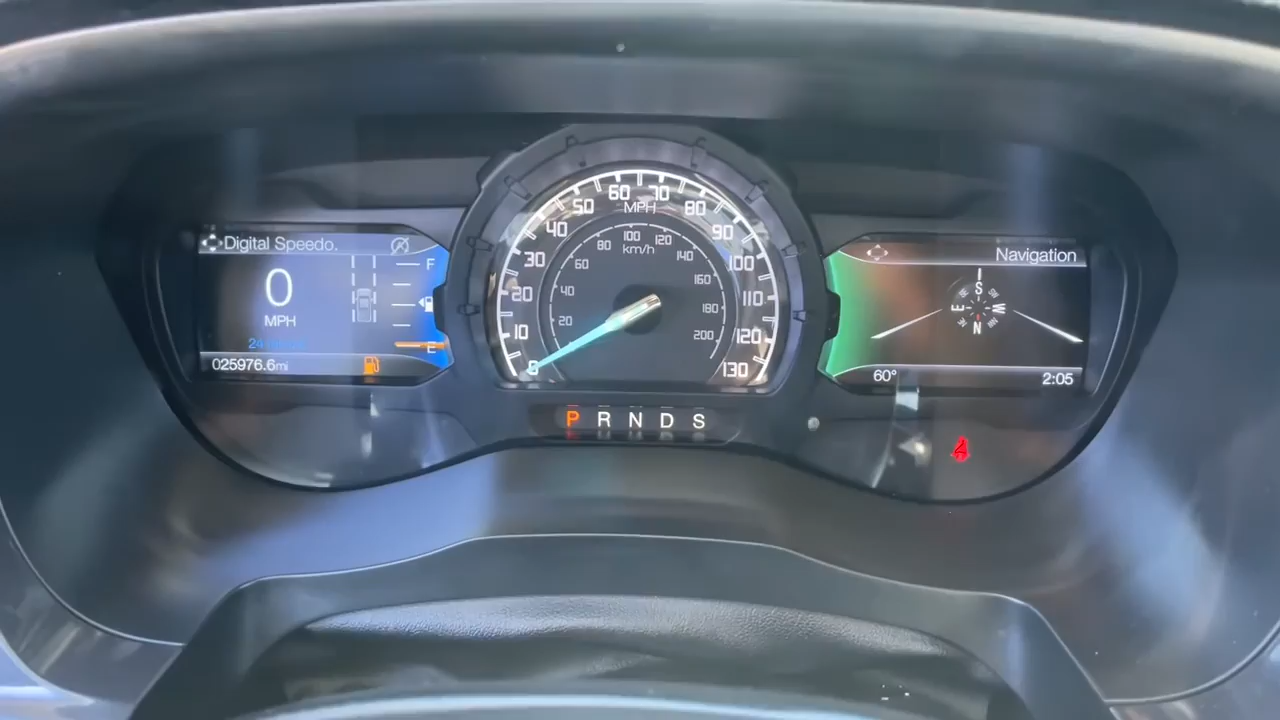 Digital Speedo.
0
MPH
F
E
025976.6mi
0 10 20 30 40 50 60 70 80 90 100 110 120 130
MPH
km/h
20 40 60 80 100 120 140 160 180 200
P R N D S
Navigation
S
E W
N
60° 2:05